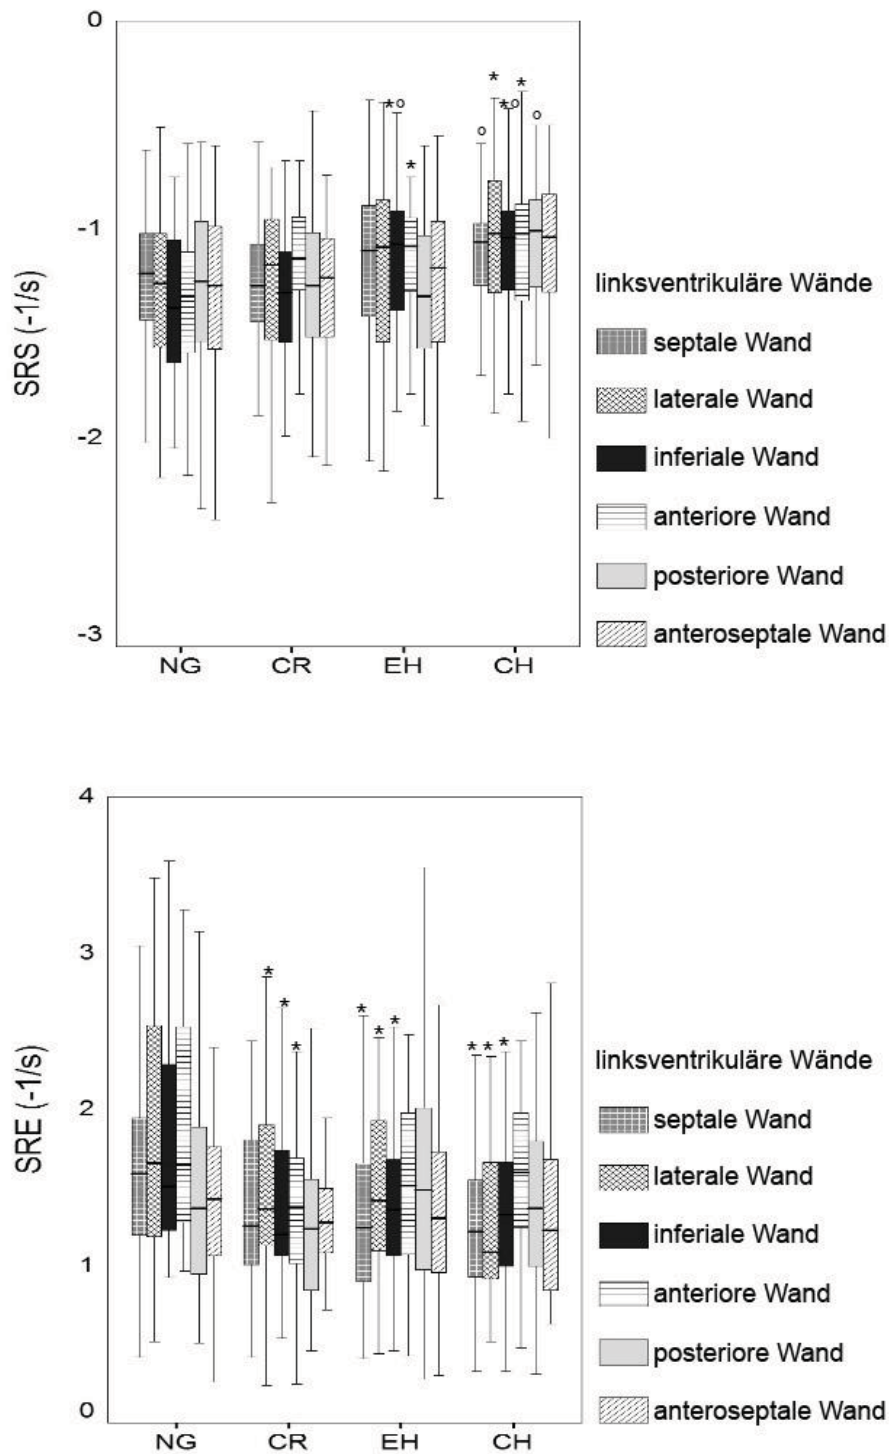 0
*o
*
*
*o
*
o
o
*
-1
-2
-3
SRS (-1/s)
NG CR EH CH
linksventrikuläre Wände
septale Wand
laterale Wand
inferiale Wand
anteriore Wand
posteriore Wand
anteroseptale Wand
4
3
2
1
0
SRE (-1/s)
*
*
*
*
*
*
* * *
NG CR EH CH
linksventrikuläre Wände
septale Wand
laterale Wand
inferiale Wand
anteriore Wand
posteriore Wand
anteroseptale Wand